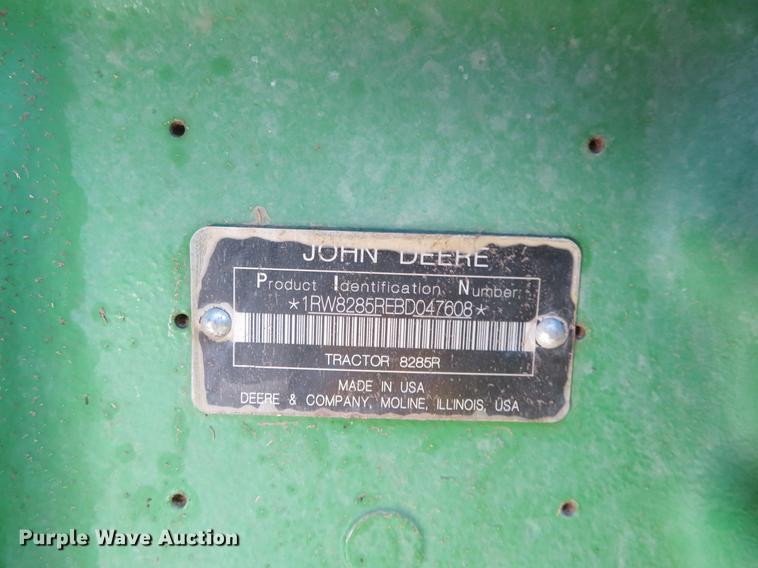 JOHN DEERE
Product Identification Number
*1RW8285REBD047608*
TRACTOR 8285R
MADE IN USA
DEERE & COMPANY, MOLINE, ILLINOIS, USA
Purple Wave Auction